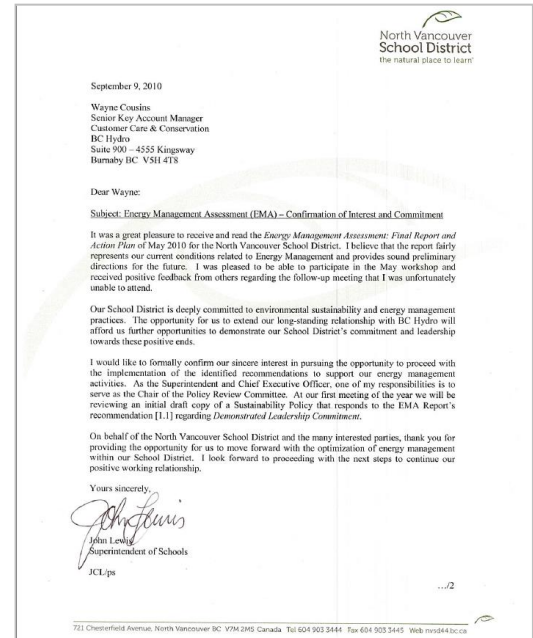 North Vancouver
School District
the natural place to learn
September 9, 2010
Wayne Cousins
Senior Key Account Manager
Customer Care & Conservation
BC Hydro
Suite 900 – 4555 Kingsway
Burnaby BC V5H 4T8
Dear Wayne:
Subject: Energy Management Assessment (EMA) – Confirmation of Interest and Commitment
It was a great pleasure to receive and read the Energy Management Assessment: Final Report and
Action Plan of May 2010 for the North Vancouver School District. I believe that the report fairly
represents our current conditions related to Energy Management and provides sound preliminary
directions for the future. I was pleased to be able to participate in the May workshop and
received positive feedback from others regarding the follow-up meeting that I was unfortunately
unable to attend.
Our School District is deeply committed to environmental sustainability and energy management
practices. The opportunity for us to extend our long-standing relationship with BC Hydro will
afford us further opportunities to demonstrate our School District's commitment and leadership
towards these positive ends.
I would like to formally confirm our sincere interest in pursuing the opportunity to proceed with
the implementation of the identified recommendations to support our energy management
activities. As the Superintendent and Chief Executive Officer, one of my responsibilities is to
serve as the Chair of the Policy Review Committee. At our first meeting of the year we will be
reviewing an initial draft copy of a Sustainability Policy that responds to the EMA Report's
recommendation [1.1] regarding Demonstrated Leadership Commitment.
On behalf of the North Vancouver School District and the many interested parties, thank you for
providing the opportunity for us to move forward with the optimization of energy management
within our School District. I look forward to proceeding with the next steps to continue our
positive working relationship.
Yours sincerely,
John Lewis
John Lewis
Superintendent of Schools
JCL/ps
.../2
721 Chesterfield Avenue, North Vancouver BC V7M 2M5 Canada Tel 604 903 3444 Fax 604 903 3445 Web nvsd44.bc.ca